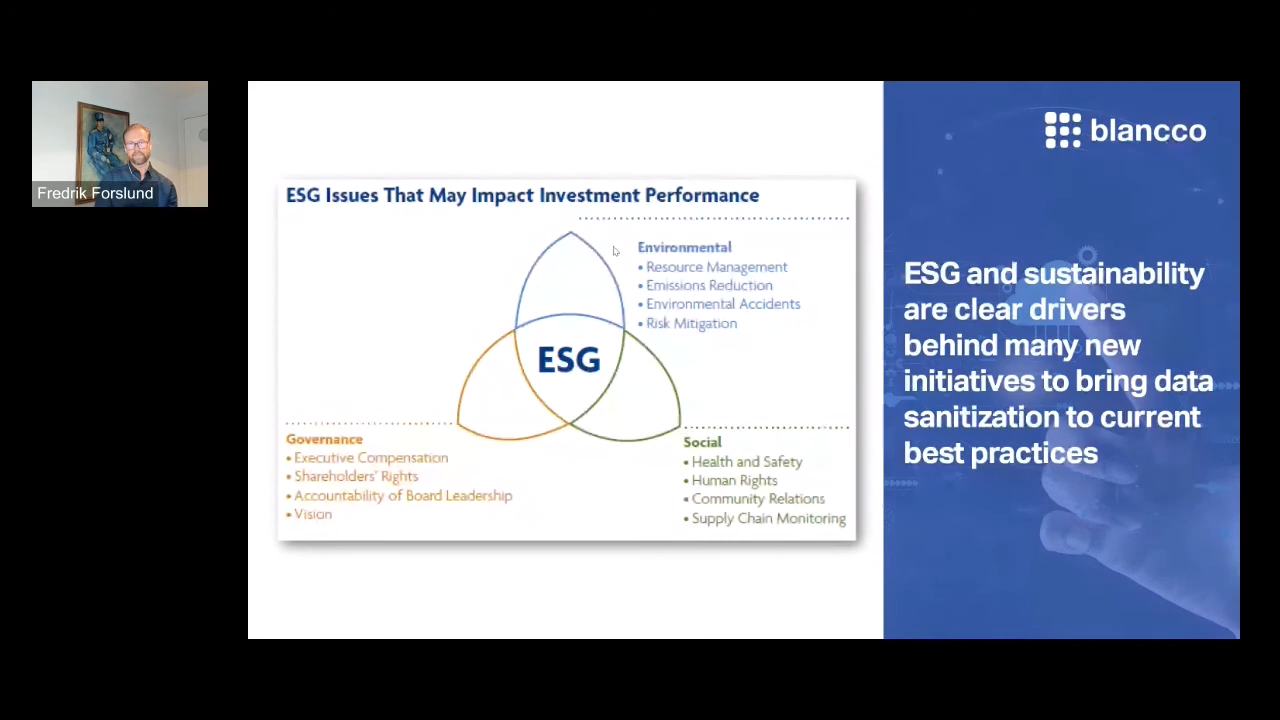 Fredrik Forslund
ESG Issues That May Impact Investment Performance
Environmental
• Resource Management
• Emissions Reduction
• Environmental Accidents
• Risk Mitigation
ESG
Governance
• Executive Compensation
• Shareholders' Rights
• Accountability of Board Leadership
• Vision
Social
• Health and Safety
• Human Rights
• Community Relations
• Supply Chain Monitoring
blancco
ESG and sustainability
are clear drivers
behind many new
initiatives to bring data
sanitization to current
best practices